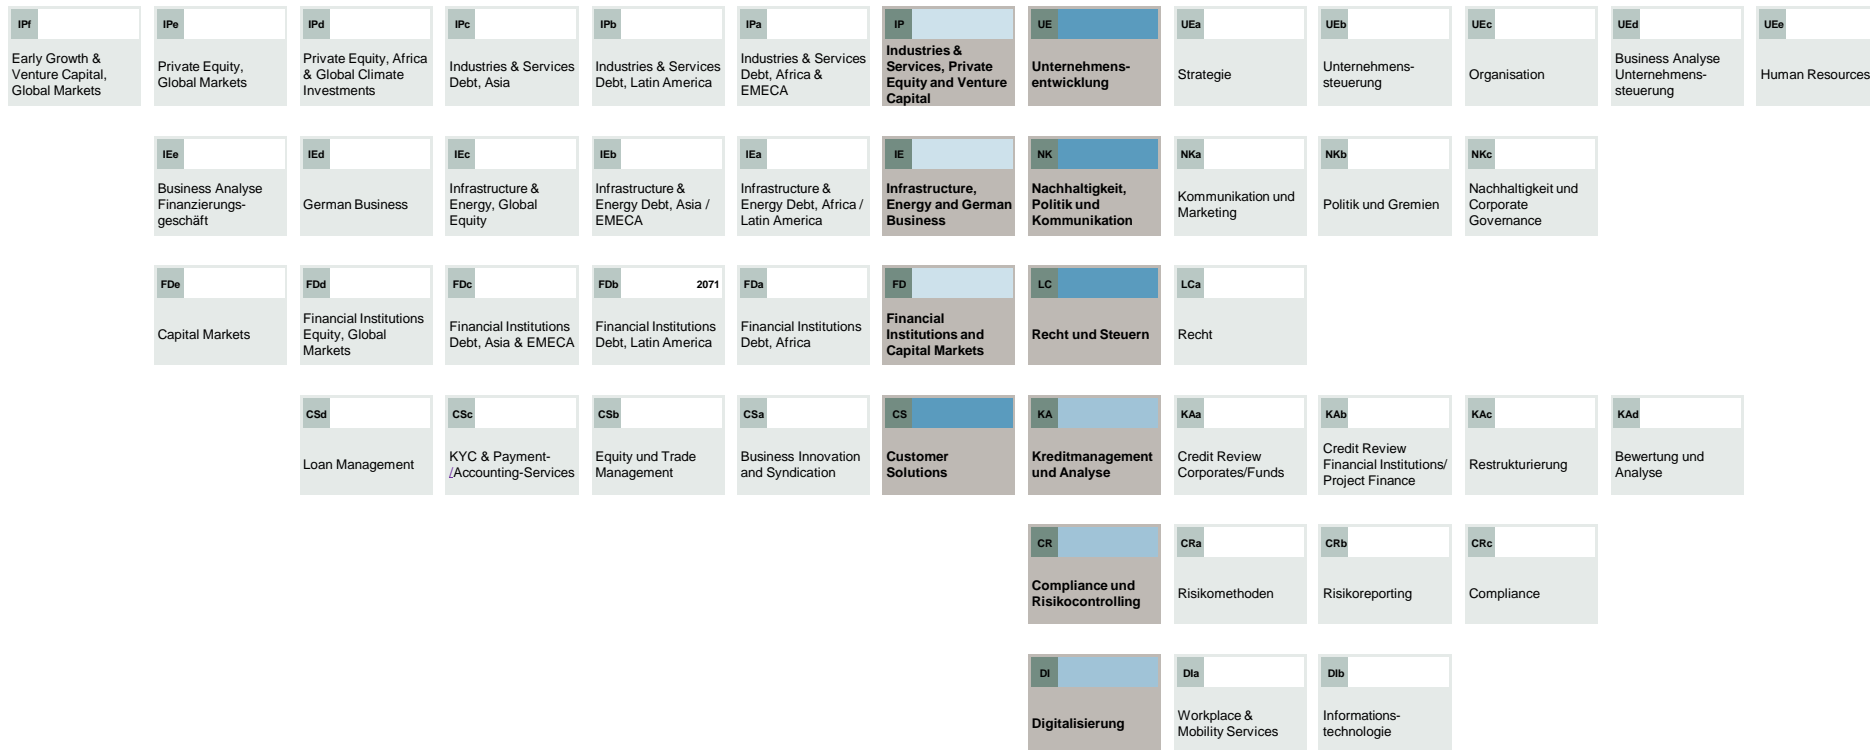 IPf
Early Growth &
Venture Capital,
Global Markets
IPe
Private Equity,
Global Markets
IPd
Private Equity, Africa
& Global Climate
Investments
IPc
Industries & Services
Debt, Asia
IPb
Industries & Services
Debt, Latin America
IPa
Industries & Services
Debt, Africa &
EMECA
IP
Industries &
Services, Private
Equity and Venture
Capital
UE
Unternehmens-
entwicklung
UEa
Strategie
UEb
Unternehmens-
steuerung
UEc
Organisation
UEd
Business Analyse
Unternehmens-
steuerung
UEe
Human Resources
IEe
Business Analyse
Finanzierungs-
geschäft
IEd
German Business
IEc
Infrastructure &
Energy, Global
Equity
IEb
Infrastructure &
Energy Debt, Asia /
EMECA
IEa
Infrastructure &
Energy Debt, Africa /
Latin America
IE
Infrastructure,
Energy and German
Business
NK
Nachhaltigkeit,
Politik und
Kommunikation
NKa
Kommunikation und
Marketing
NKb
Politik und Gremien
NKc
Nachhaltigkeit und
Corporate
Governance
FDe
Capital Markets
FDd
Financial Institutions
Equity, Global
Markets
FDc
Financial Institutions
Debt, Asia & EMECA
FDb 2071
Financial Institutions
Debt, Latin America
FDa
Financial Institutions
Debt, Africa
FD
Financial
Institutions and
Capital Markets
LC
Recht und Steuern
LCa
Recht
CSd
Loan Management
CSc
KYC & Payment-
/Accounting-Services
CSb
Equity und Trade
Management
CSa
Business Innovation
and Syndication
CS
Customer
Solutions
KA
Kreditmanagement
und Analyse
KAa
Credit Review
Corporates/Funds
KAb
Credit Review
Financial Institutions/
Project Finance
KAc
Restrukturierung
KAd
Bewertung und
Analyse
CR
Compliance und
Risikocontrolling
CRa
Risikomethoden
CRb
Risikoreporting
CRc
Compliance
DI
Digitalisierung
DIa
Workplace &
Mobility Services
DIb
Informations-
technologie